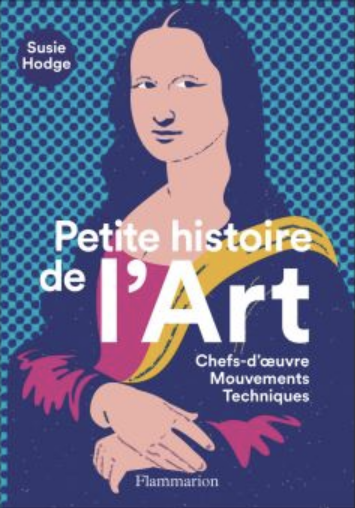 Susie
Hodge
Petite histoire
de l'Art
Chefs-d'œuvre
Mouvements
Techniques
Flammarion